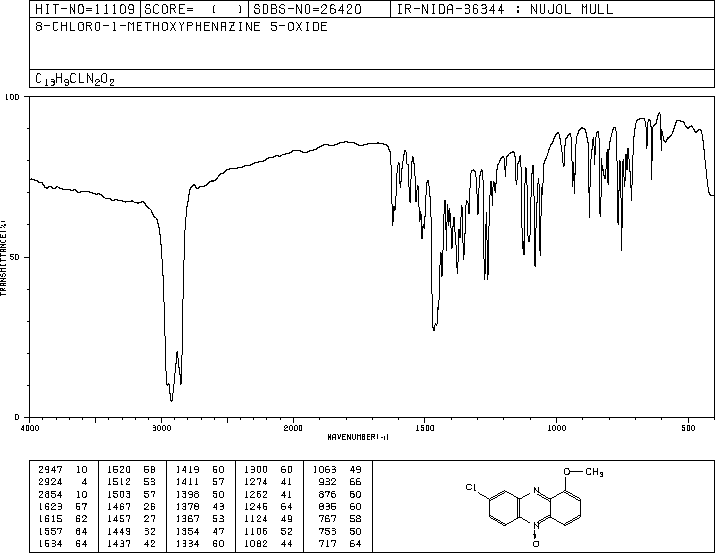 HIT-NO=11109 SCORE= ( ) SDBS-NO=26420 IR-NIDA-36344 : NUJOL MULL
8-CHLORO-1-METHOXYPHENAZINE 5-OXIDE
C13H9CLN2O2
100
50
0
TRANSMITTANCE(%)
4000 3000 2000 1500 1000 500
WAVENUMBER(-1)
2947 10 1520 68 1419 60 1300 60 1063 49
2924 4 1512 53 1411 57 1274 41 932 66
2854 10 1503 57 1398 50 1262 41 876 60
1623 57 1467 26 1378 43 1246 64 836 60
1615 62 1457 27 1367 53 1124 49 767 58
1557 64 1449 32 1354 47 1106 52 753 50
1534 64 1437 42 1334 60 1082 44 717 64
O CH3
Cl
N
N
O